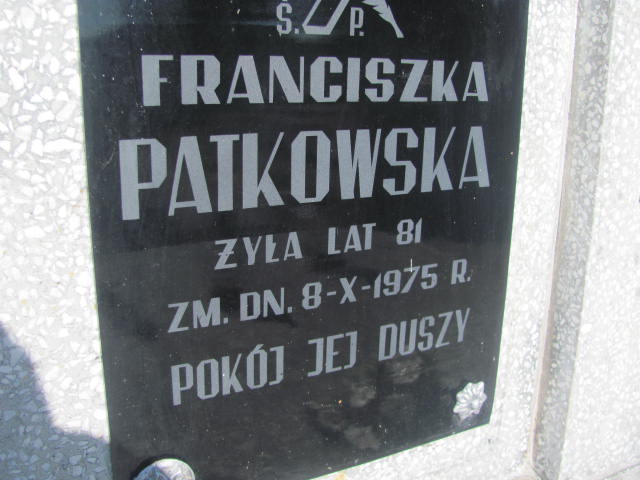 Ś. P.
FRANCISZKA
PATKOWSKA
ŻYŁA LAT 81
ZM. DN. 8-X-1975 R.
POKÓJ JEJ DUSZY